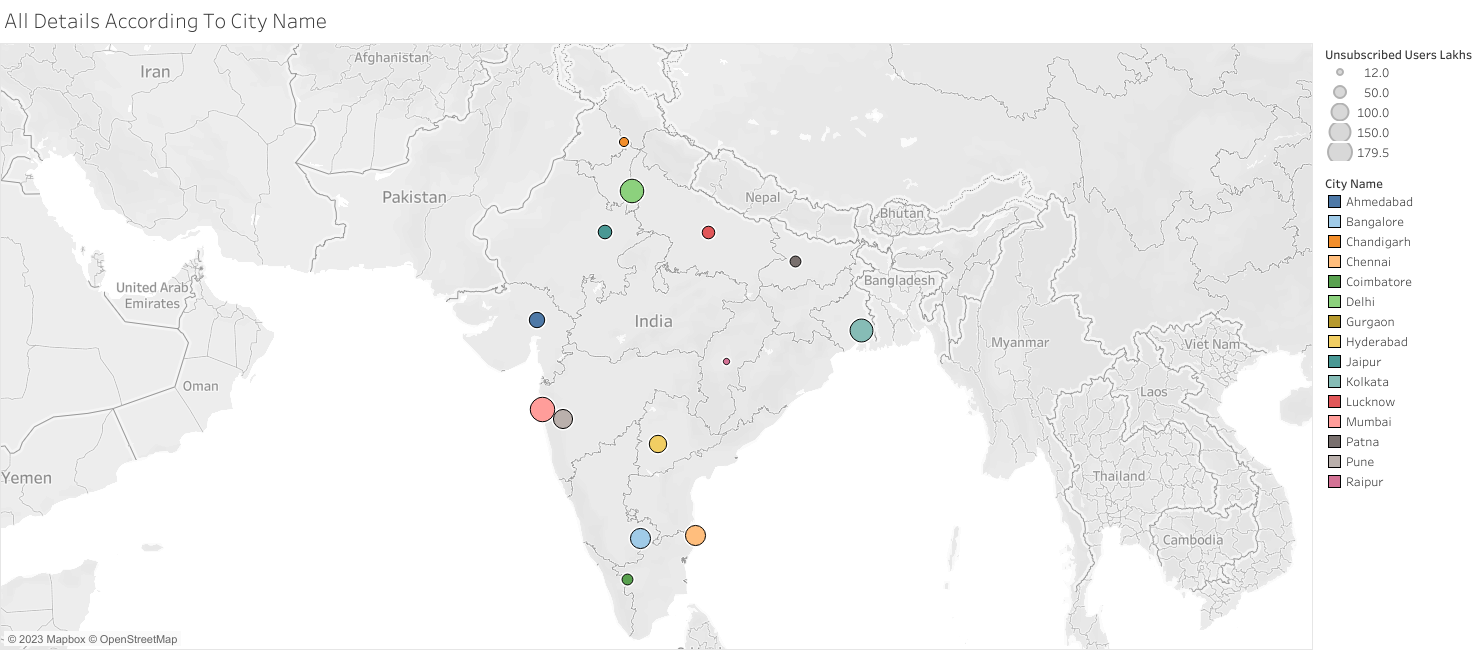 All Details According To City Name
Iran
Afghanistan
Pakistan
Nepal
Bhutan
United Arab
Emirates
Bangladesh
India
Myanmar
Viet Nam
Oman
Laos
Yemen
Thailand
Cambodia
© 2023 Mapbox © OpenStreetMap
Unsubscribed Users Lakhs
12.0
50.0
100.0
150.0
179.5
City Name
Ahmedabad
Bangalore
Chandigarh
Chennai
Coimbatore
Delhi
Gurgaon
Hyderabad
Jaipur
Kolkata
Lucknow
Mumbai
Patna
Pune
Raipur